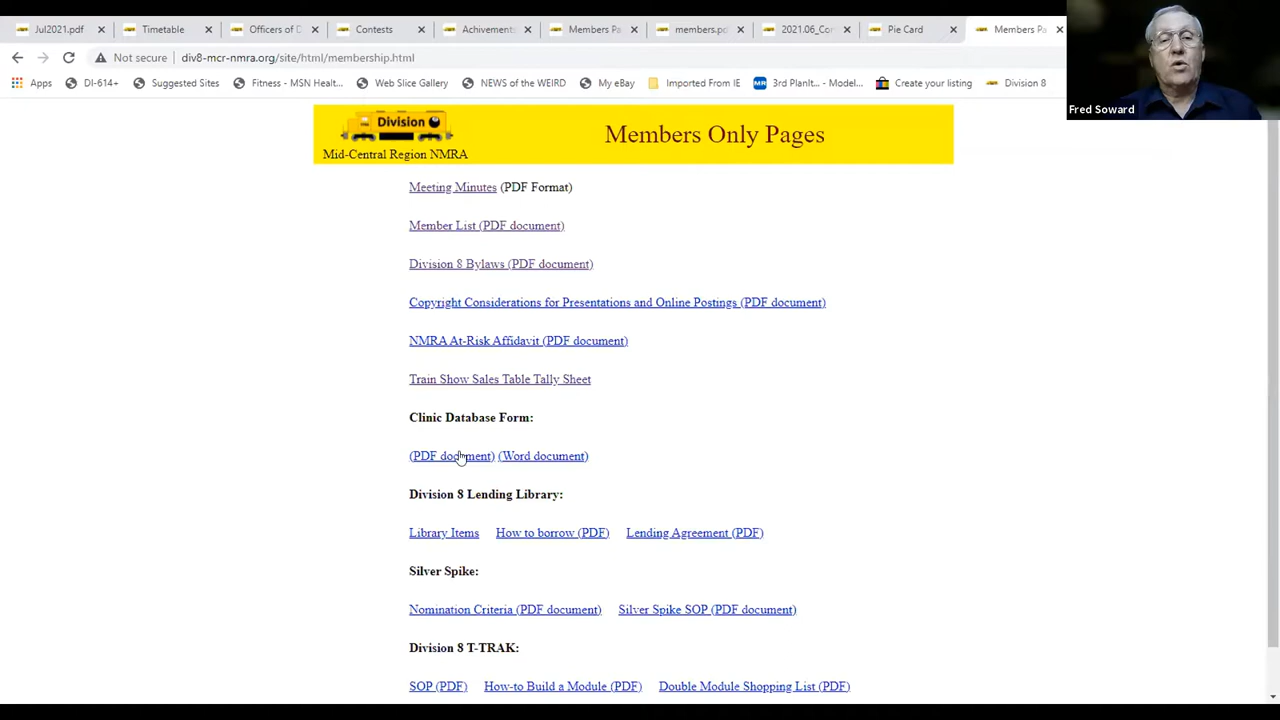 Jul2021.pdf
Timetable
Officers of D
Contests
Achievements
Members Pa
members.pd
2021.06_Cor
Pie Card
Members Pa
Not secure
div8-mcr-nmra.org/site/html/membership.html
Apps
DI-614+
Suggested Sites
Fitness - MSN Healt...
Web Slice Gallery
NEWS of the WEIRD
My eBay
Imported From IE
MR
3rd PlanIt... - Model...
Create your listing
Division 8
Fred Soward
Division
Mid-Central Region NMRA
Members Only Pages
Meeting Minutes (PDF Format)
Member List (PDF document)
Division 8 Bylaws (PDF document)
Copyright Considerations for Presentations and Online Postings (PDF document)
NMRA At-Risk Affidavit (PDF document)
Train Show Sales Table Tally Sheet
Clinic Database Form:
(PDF document) (Word document)
Division 8 Lending Library:
Library Items How to borrow (PDF) Lending Agreement (PDF)
Silver Spike:
Nomination Criteria (PDF document) Silver Spike SOP (PDF document)
Division 8 T-TRAK:
SOP (PDF) How-to Build a Module (PDF) Double Module Shopping List (PDF)